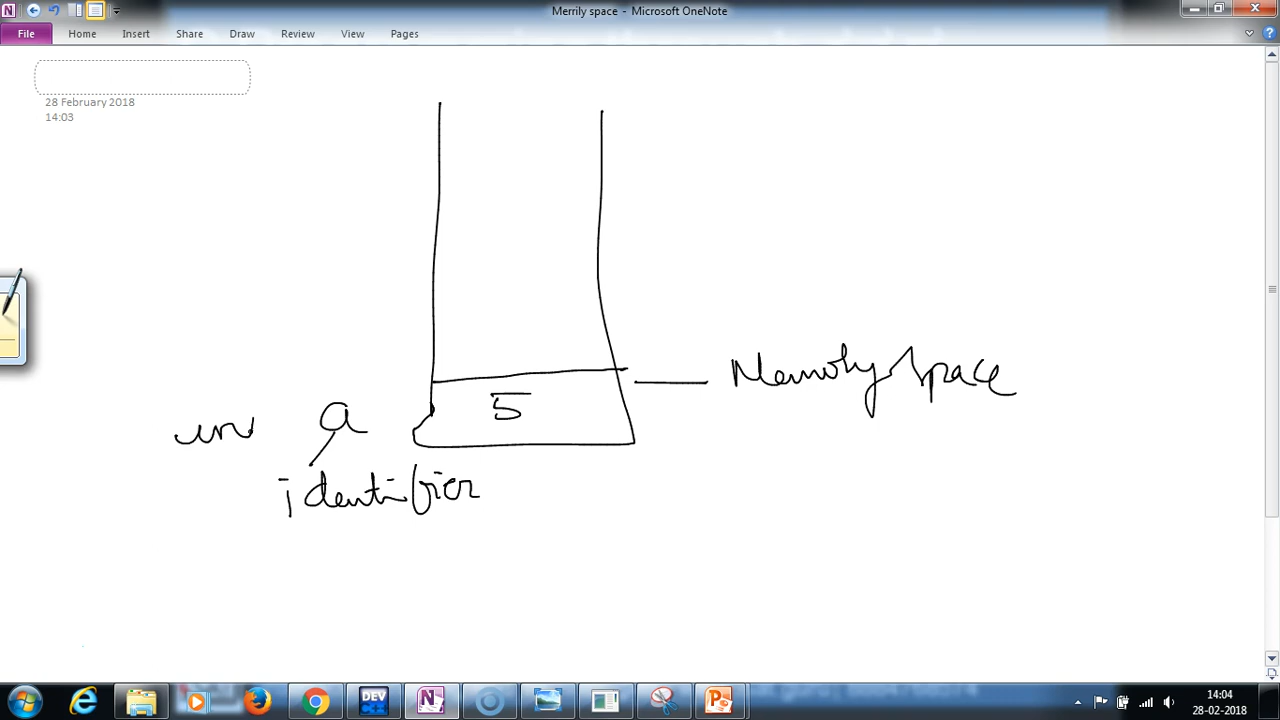 Merrily space - Microsoft OneNote
File Home Insert Share Draw Review View Pages
28 February 2018
14:03
Memory space
5
a
identifier
DEV
14:04
28-02-2018